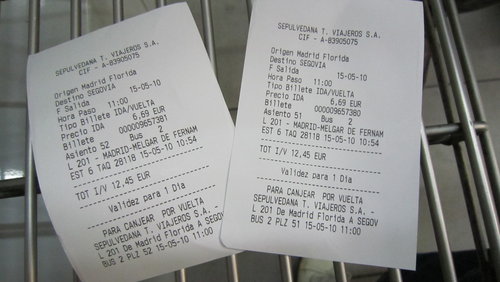 SEPULVEDANA T. VIAJEROS S.A.
CIF - A-83905075
Origen Madrid Florida
Destino SEGOVIA
F Salida 15-05-10
Hora Paso 11:00
Tipo Billete IDA/VUELTA
Precio IDA 6,69 EUR
Billete 0000009657381
Asiento 52 Bus 2
L 201 - MADRID-MELGAR DE FERNAM
EST 6 TAQ 28118 15-05-10 10:54
TOT I/V 12,45 EUR
Validez para 1 Dia
PARA CANJEAR POR VUELTA
SEPULVEDANA T. VIAJEROS S.A. -
L 201 De Madrid Florida A SEGO
BUS 2 PLZ 52 15-05-10 11:00
SEPULVEDANA T. VIAJEROS S.A.
CIF - A-83905075
Origen Madrid Florida
Destino SEGOVIA
F Salida 15-05-10
Hora Paso 11:00
Tipo Billete IDA/VUELTA
Precio IDA 6,69 EUR
Billete 0000009657380
Asiento 51 Bus 2
L 201 - MADRID-MELGAR DE FERNAM
EST 6 TAQ 28118 15-05-10 10:54
TOT I/V 12,45 EUR
Validez para 1 Dia
PARA CANJEAR POR VUELTA
SEPULVEDANA T. VIAJEROS S.A. -
L 201 De Madrid Florida A SEGOV
BUS 2 PLZ 51 15-05-10 11:00